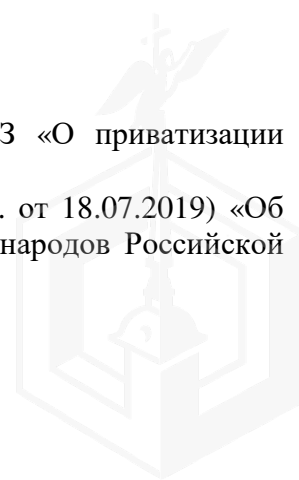 З «О приватизации
. от 18.07.2019) «Об
народов Российской